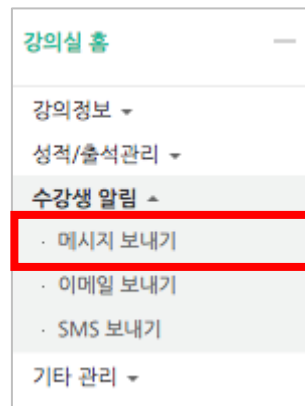 강의실 홈
강의정보
성적/출석관리
수강생 알림
· 메시지 보내기
· 이메일 보내기
· SMS 보내기
기타 관리